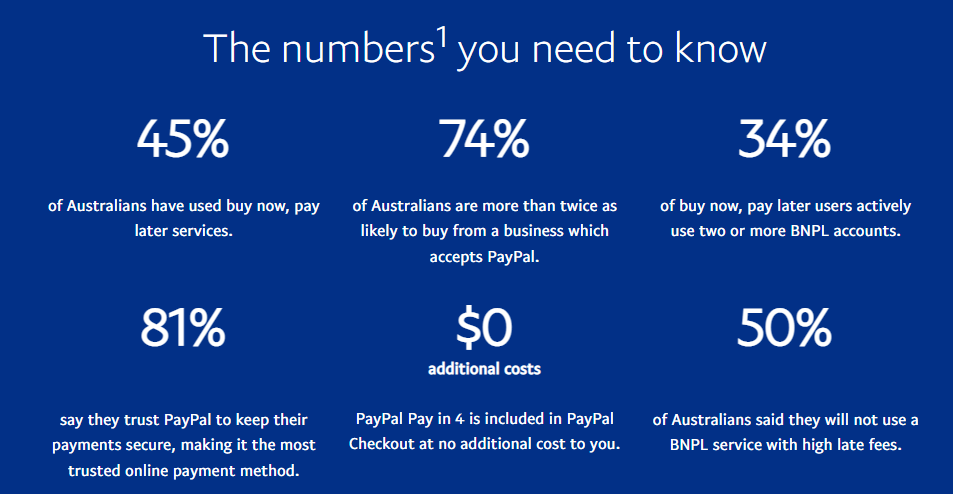 The numbers¹ you need to know
45%
of Australians have used buy now, pay
later services.
74%
of Australians are more than twice as
likely to buy from a business which
accepts PayPal.
34%
of buy now, pay later users actively
use two or more BNPL accounts.
81%
say they trust PayPal to keep their
payments secure, making it the most
trusted online payment method.
$0
additional costs
PayPal Pay in 4 is included in PayPal
Checkout at no additional cost to you.
50%
of Australians said they will not use a
BNPL service with high late fees.